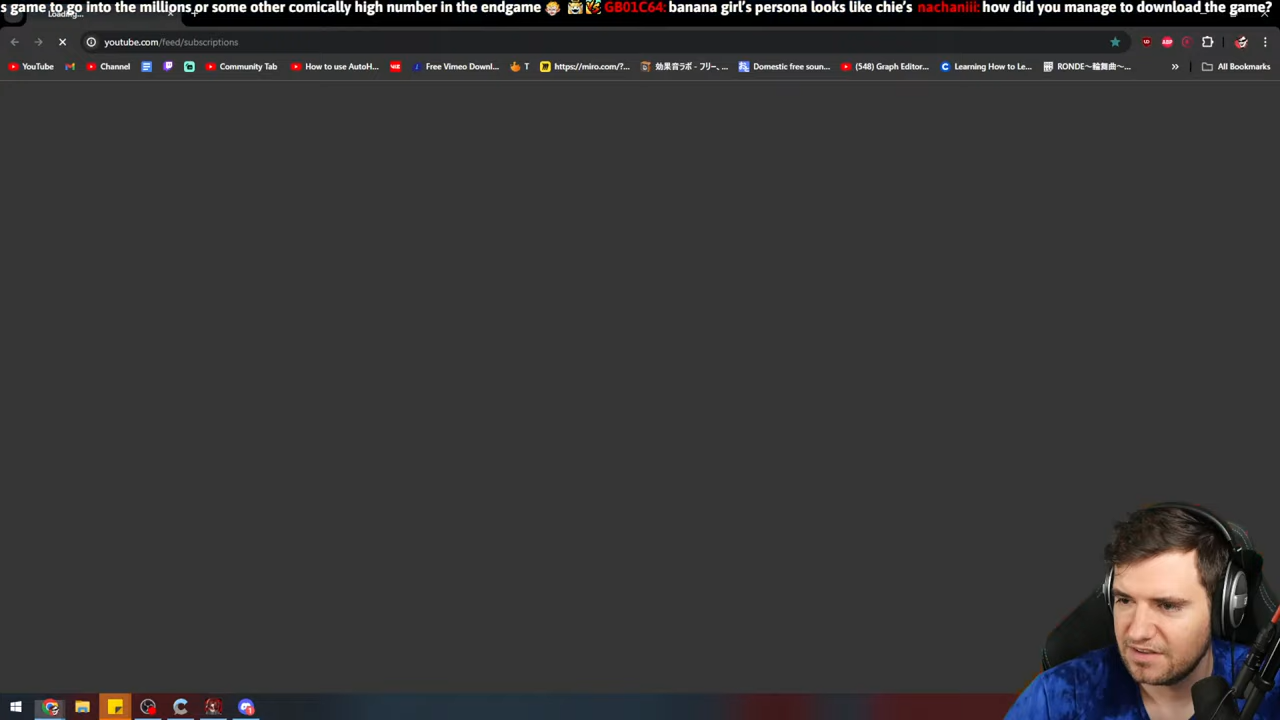 s game to go into the millions or some other comically high number in the endgame GB01C64: banana girl's persona looks like chie's nachaniii: how did you manage to download the game?
Loading...
youtube.com/feed/subscriptions
YouTube Channel Community Tab How to use AutoH... Free Vimeo Downl... T https://miro.com/?... 効果音ラボ - フリー、... Domestic free soun... (548) Graph Editor... Learning How to Le... RONDE～輪舞曲～... » All Bookmarks